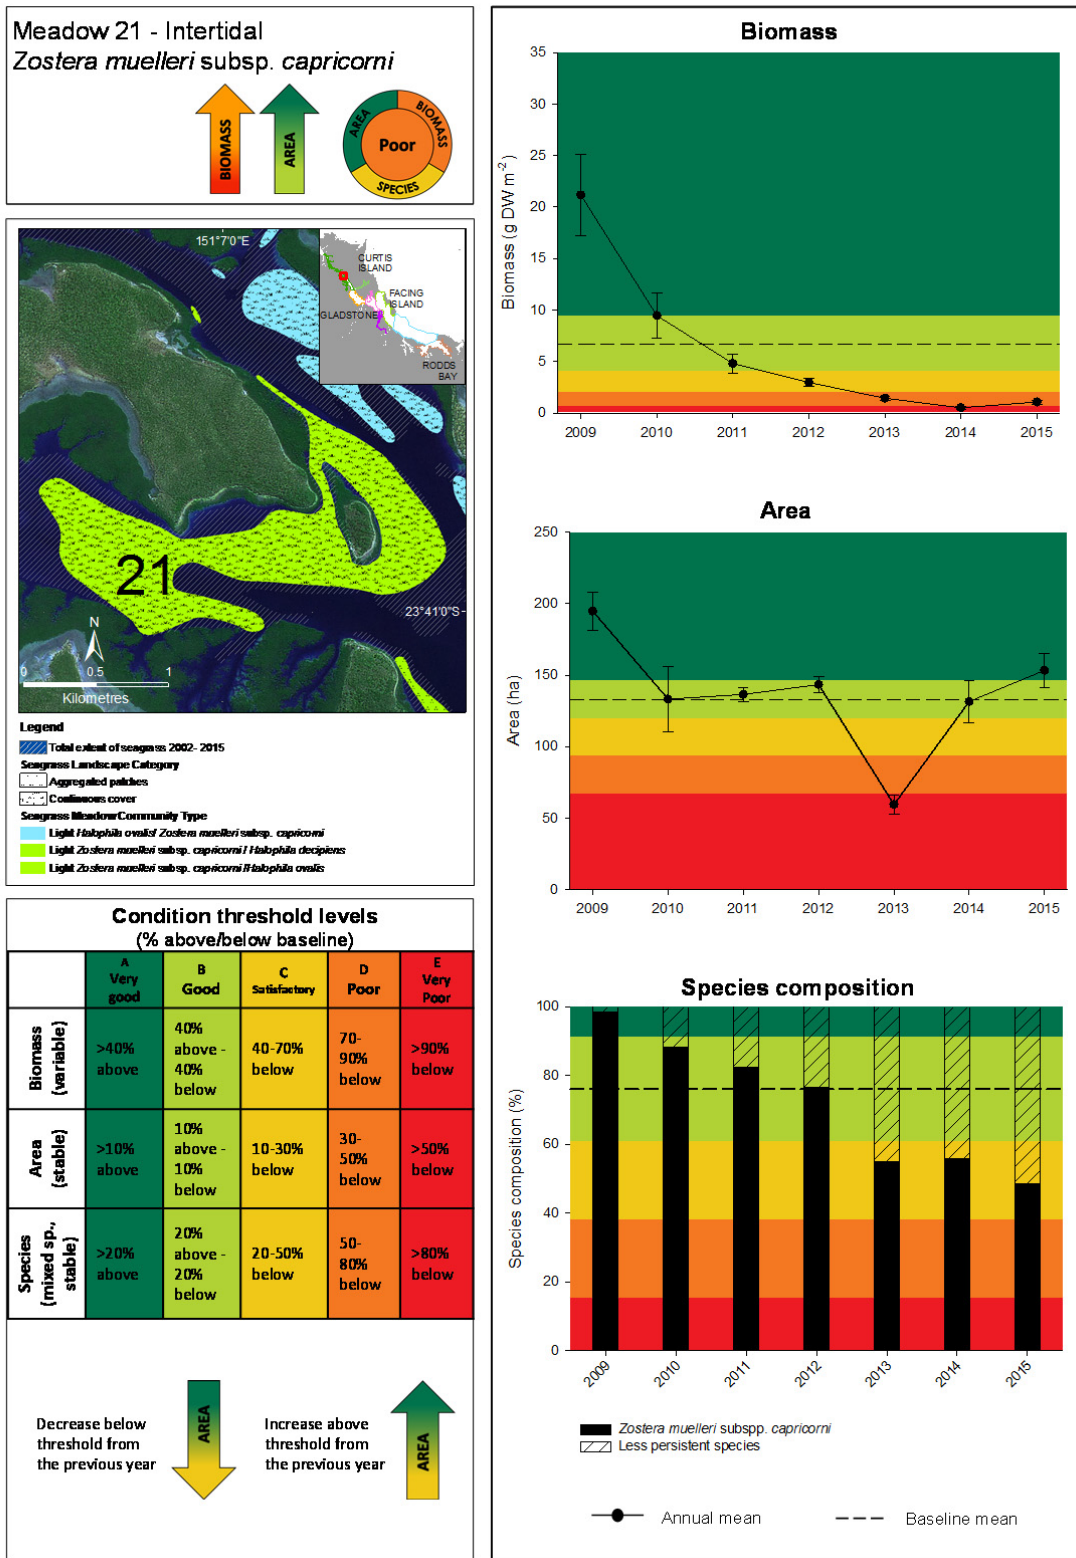 Meadow 21 - Intertidal
Zostera muelleri subsp. capricorni
BIOMASS
AREA
AREA
BIOMASS
SPECIES
Poor
151°7'0"E
CURTIS
ISLAND
FACING
ISLAND
GLADSTONE
RODDS
BAY
21
23°41'0"S
N
0 0.5 1
Kilometres
Legend
Total extent of seagrass 2002- 2015
Seagrass Landscape Category
Aggregated patches
Continuous cover
Seagrass Meadow Community Type
Light Halophila ovalis/ Zostera muelleri subsp. capricorni
Light Zostera muelleri subsp. capricorni / Halophila decipiens
Light Zostera muelleri subsp. capricorni /Halophila ovalis
Condition threshold levels
(% above/below baseline)
A Very good
B Good
C Satisfactory
D Poor
E Very Poor
Biomass (variable)
>40% above
40% above - 40% below
40-70% below
70-90% below
>90% below
Area (stable)
>10% above
10% above - 10% below
10-30% below
30-50% below
>50% below
Species (mixed sp., stable)
>20% above
20% above - 20% below
20-50% below
50-80% below
>80% below
Decrease below
threshold from
the previous year
AREA
Increase above
threshold from
the previous year
AREA
Biomass
Biomass (g DW m-2)
35
30
25
20
15
10
5
0
2009 2010 2011 2012 2013 2014 2015
Area
Area (ha)
250
200
150
100
50
0
2009 2010 2011 2012 2013 2014 2015
Species composition
Species composition (%)
100
80
60
40
20
0
2009 2010 2011 2012 2013 2014 2015
Zostera muelleri subspp. capricorni
Less persistent species
Annual mean
Baseline mean